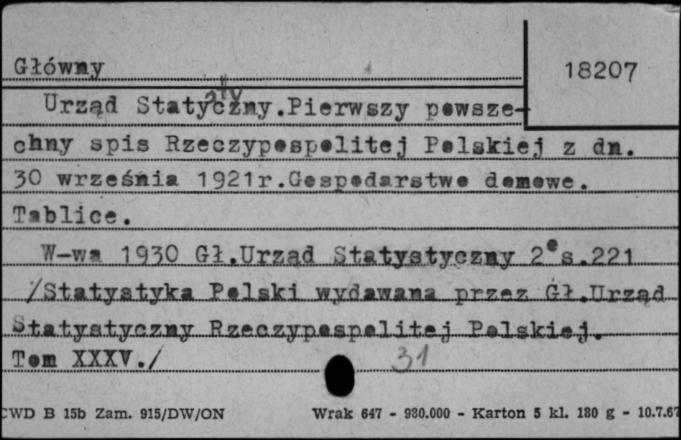 Główny
18207
Urząd Statyczny.Pierwszy powsze-
sty
chny spis Rzeczypospolitej Polskiej z dn.
30 września 1921r.Gospodarstwo domowe.
Tablice.
W-wa 1930 Gł.Urząd Statystyczny 2° s.221
/Statystyka Polski wydawana przez Gł.Urząd
Statystyczny Rzeczypospolitej Polskiej.
Tom XXXV./
31
CWD B 15b Zam. 915/DW/ON Wrak 647 - 980.000 - Karton 5 kl. 180 g - 10.7.67